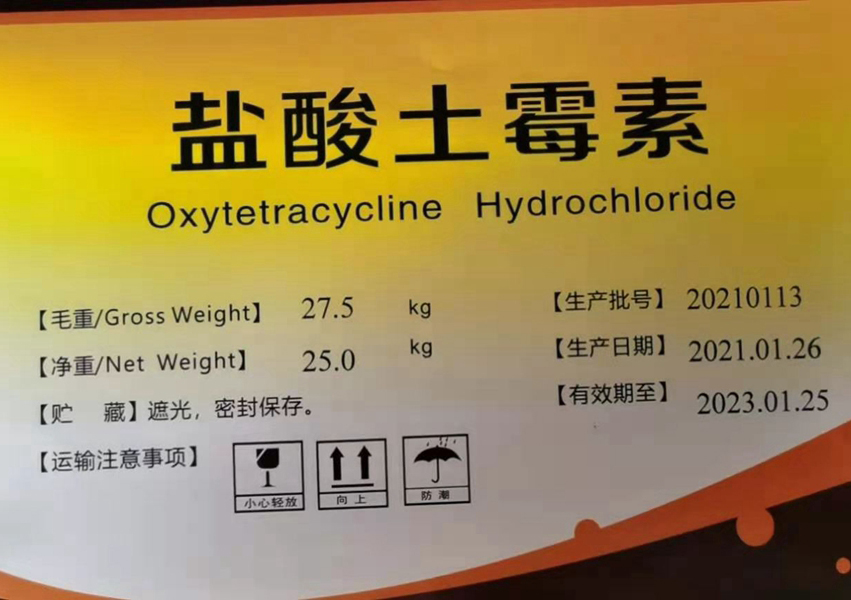 盐酸土霉素
Oxytetracycline Hydrochloride
【毛重/Gross Weight】 27.5 kg
【净重/Net Weight】 25.0 kg
【贮 藏】遮光，密封保存。
【运输注意事项】
小心轻放
向上
防潮
【生产批号】 20210113
【生产日期】 2021.01.26
【有效期至】 2023.01.25